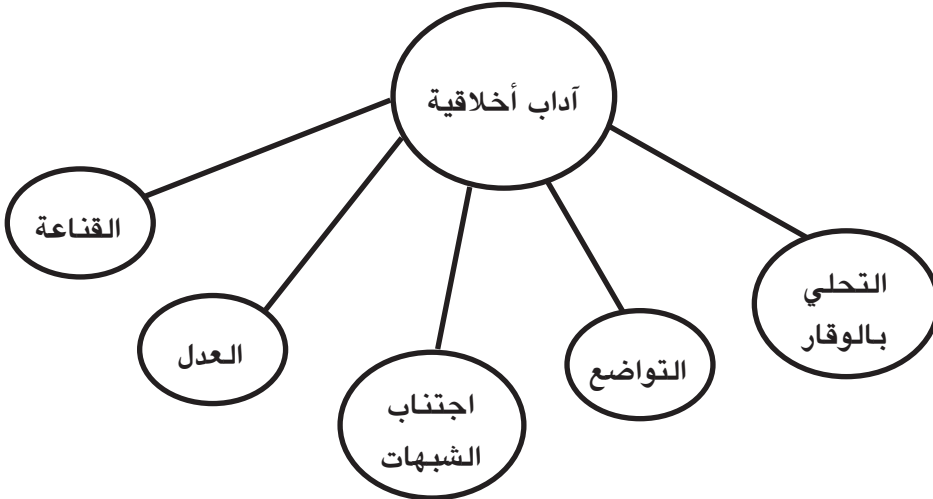 آداب أخلاقية
التحلي
بالوقار
التواضع
اجتناب
الشبهات
العدل
القناعة